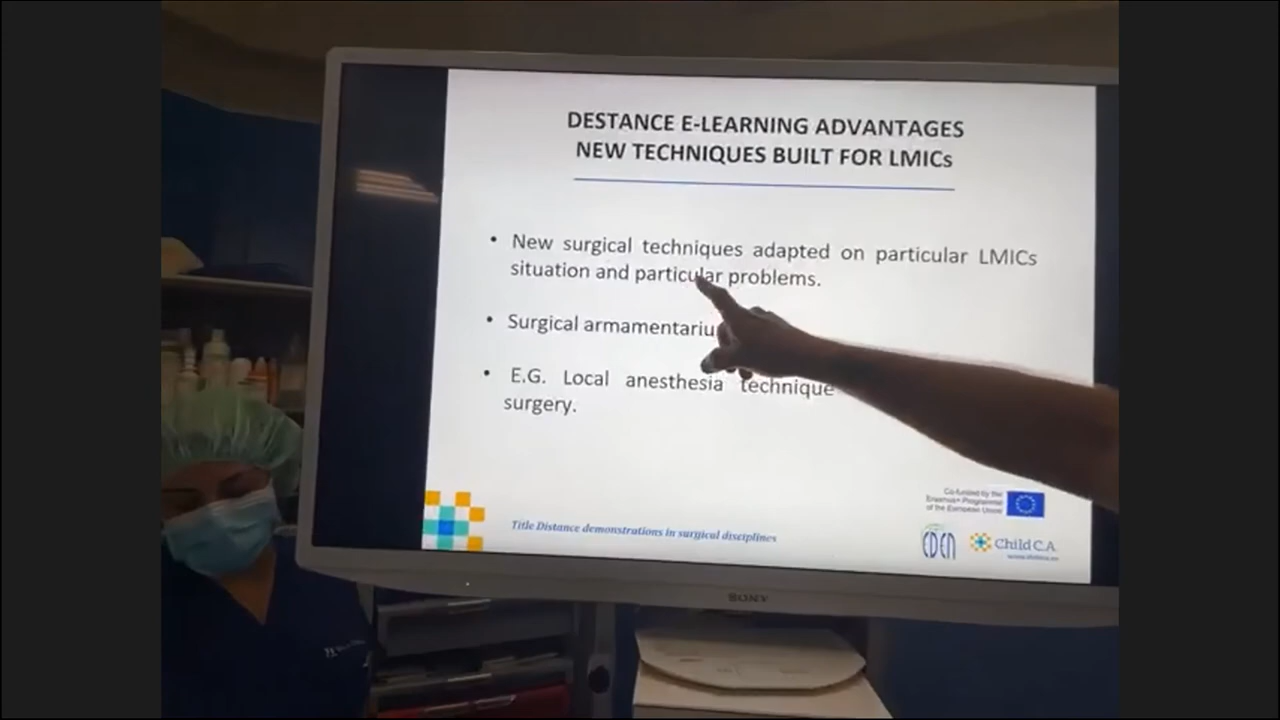 DESTANCE E-LEARNING ADVANTAGES
NEW TECHNIQUES BUILT FOR LMICs
• New surgical techniques adapted on particular LMICs
situation and particular problems.
• Surgical armamentariu
• E.G. Local anesthesia technique
surgery.
Co-funded by the
Erasmus+ Programme
of the European Union
Title Distance demonstrations in surgical disciplines
EDEN
Child C.A.
SONY